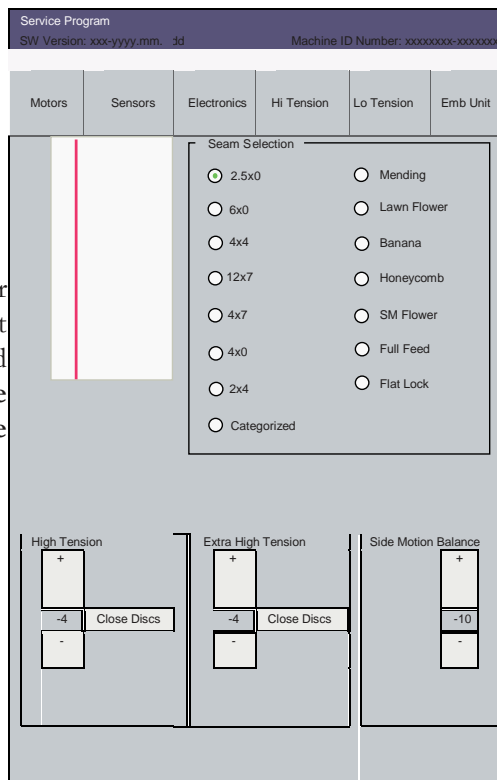 Service Program
SW Version: xxx-yyyy.mm. dd Machine ID Number: xxxxxxxx-xxxxxxx
Motors Sensors Electronics Hi Tension Lo Tension Emb Unit
Seam Selection
2.5x0 Mending
6x0 Lawn Flower
4x4 Banana
12x7 Honeycomb
4x7 SM Flower
4x0 Full Feed
2x4 Flat Lock
Categorized
r
t
d
e
e
High Tension Extra High Tension Side Motion Balance
+ + +
-4 Close Discs -4 Close Discs -10
- - -